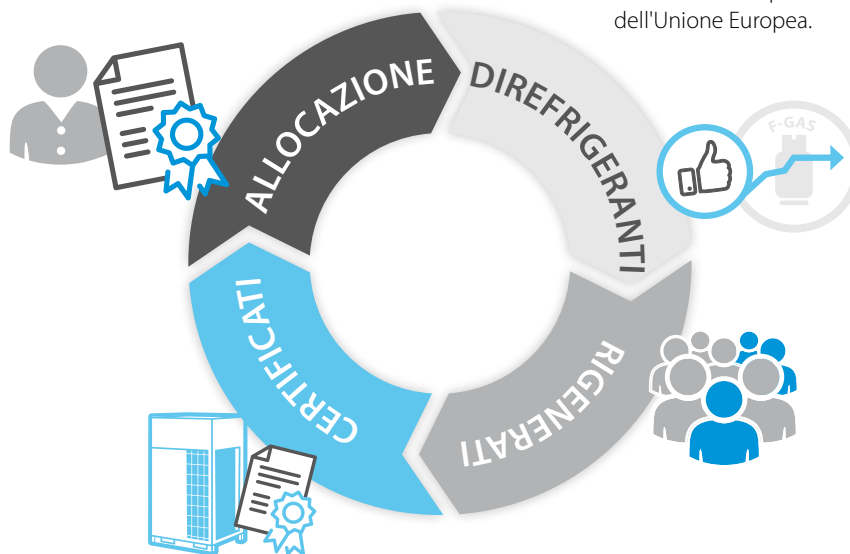 dell'Unione Europea.
ALLOCAZIONE
DIREFRIGERANTI
F-GAS
RIGENERATI
CERTIFICATI